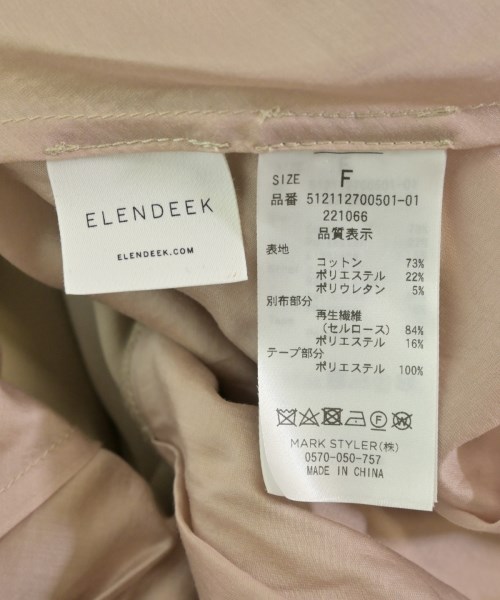 ELENDEEK
ELENDEEK.COM
SIZE F
品番 512112700501-01
221066
品質表示
表地
コットン 73%
ポリエステル 22%
ポリウレタン 5%
別布部分
再生繊維
(セルロース) 84%
ポリエステル 16%
テープ部分
ポリエステル 100%
MARK STYLER(株)
0570-050-757
MADE IN CHINA